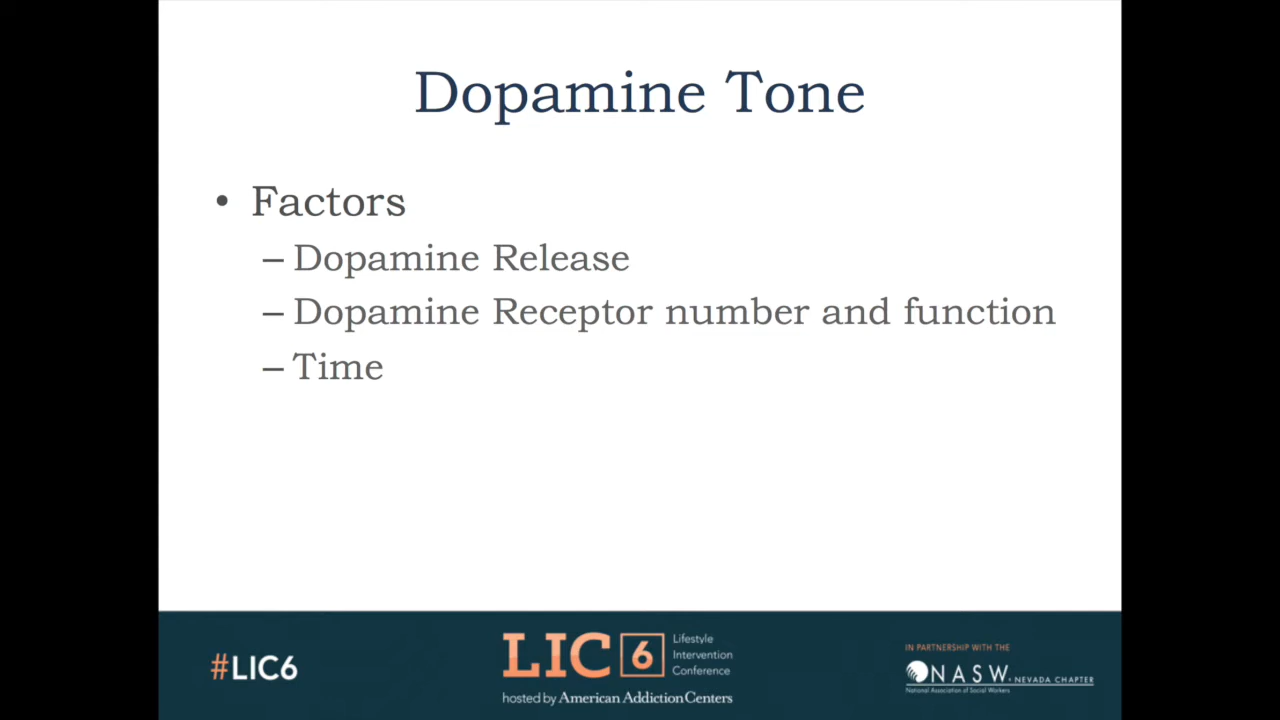 Dopamine Tone
• Factors
– Dopamine Release
– Dopamine Receptor number and function
– Time
#LIC6
LIC 6
Lifestyle
Intervention
Conference
hosted by American Addiction Centers
IN PARTNERSHIP WITH THE
NASW · NEVADA CHAPTER
National Association of Social Workers